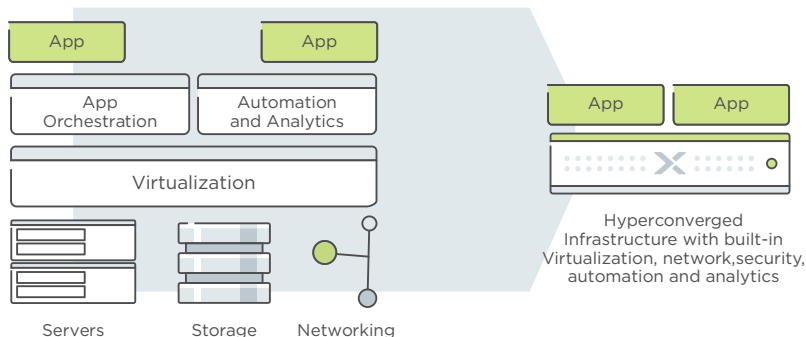 App
App
App
Orchestration
Automation
and Analytics
Virtualization
Servers
Storage
Networking
App
App
Hyperconverged
Infrastructure with built-in
Virtualization, network,security,
automation and analytics